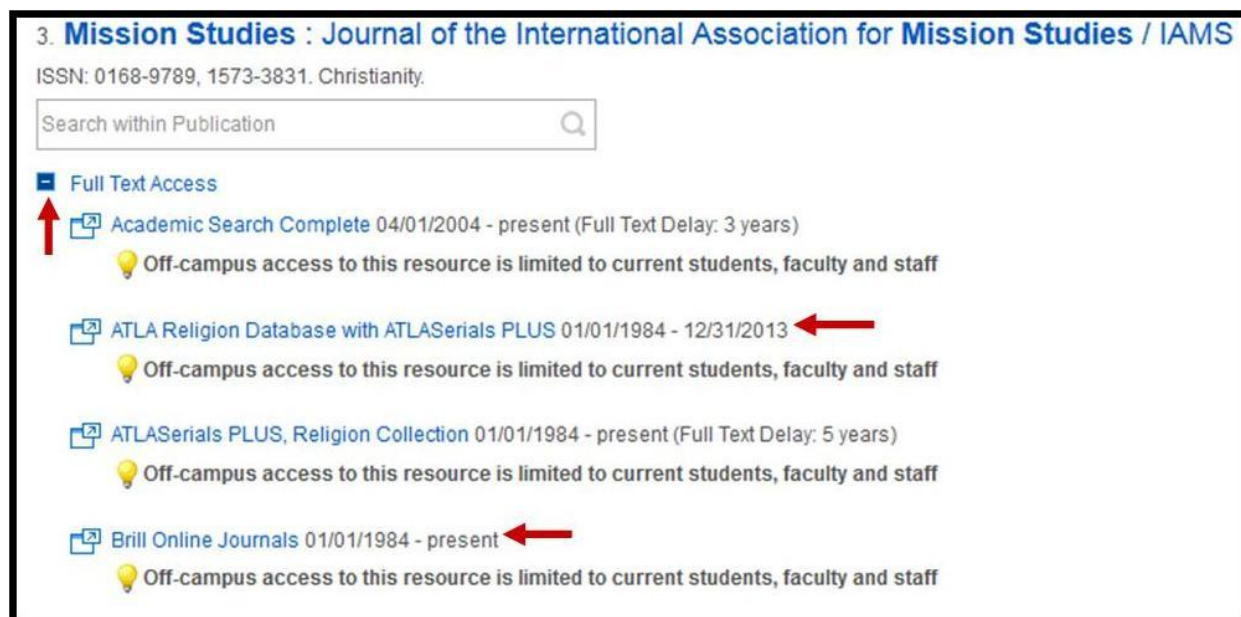 3. Mission Studies : Journal of the International Association for Mission Studies / IAMS
ISSN: 0168-9789, 1573-3831. Christianity.
Search within Publication
Full Text Access
Academic Search Complete 04/01/2004 - present (Full Text Delay: 3 years)
Off-campus access to this resource is limited to current students, faculty and staff
ATLA Religion Database with ATLASerials PLUS 01/01/1984 - 12/31/2013
Off-campus access to this resource is limited to current students, faculty and staff
ATLASerials PLUS, Religion Collection 01/01/1984 - present (Full Text Delay: 5 years)
Off-campus access to this resource is limited to current students, faculty and staff
Brill Online Journals 01/01/1984 - present
Off-campus access to this resource is limited to current students, faculty and staff